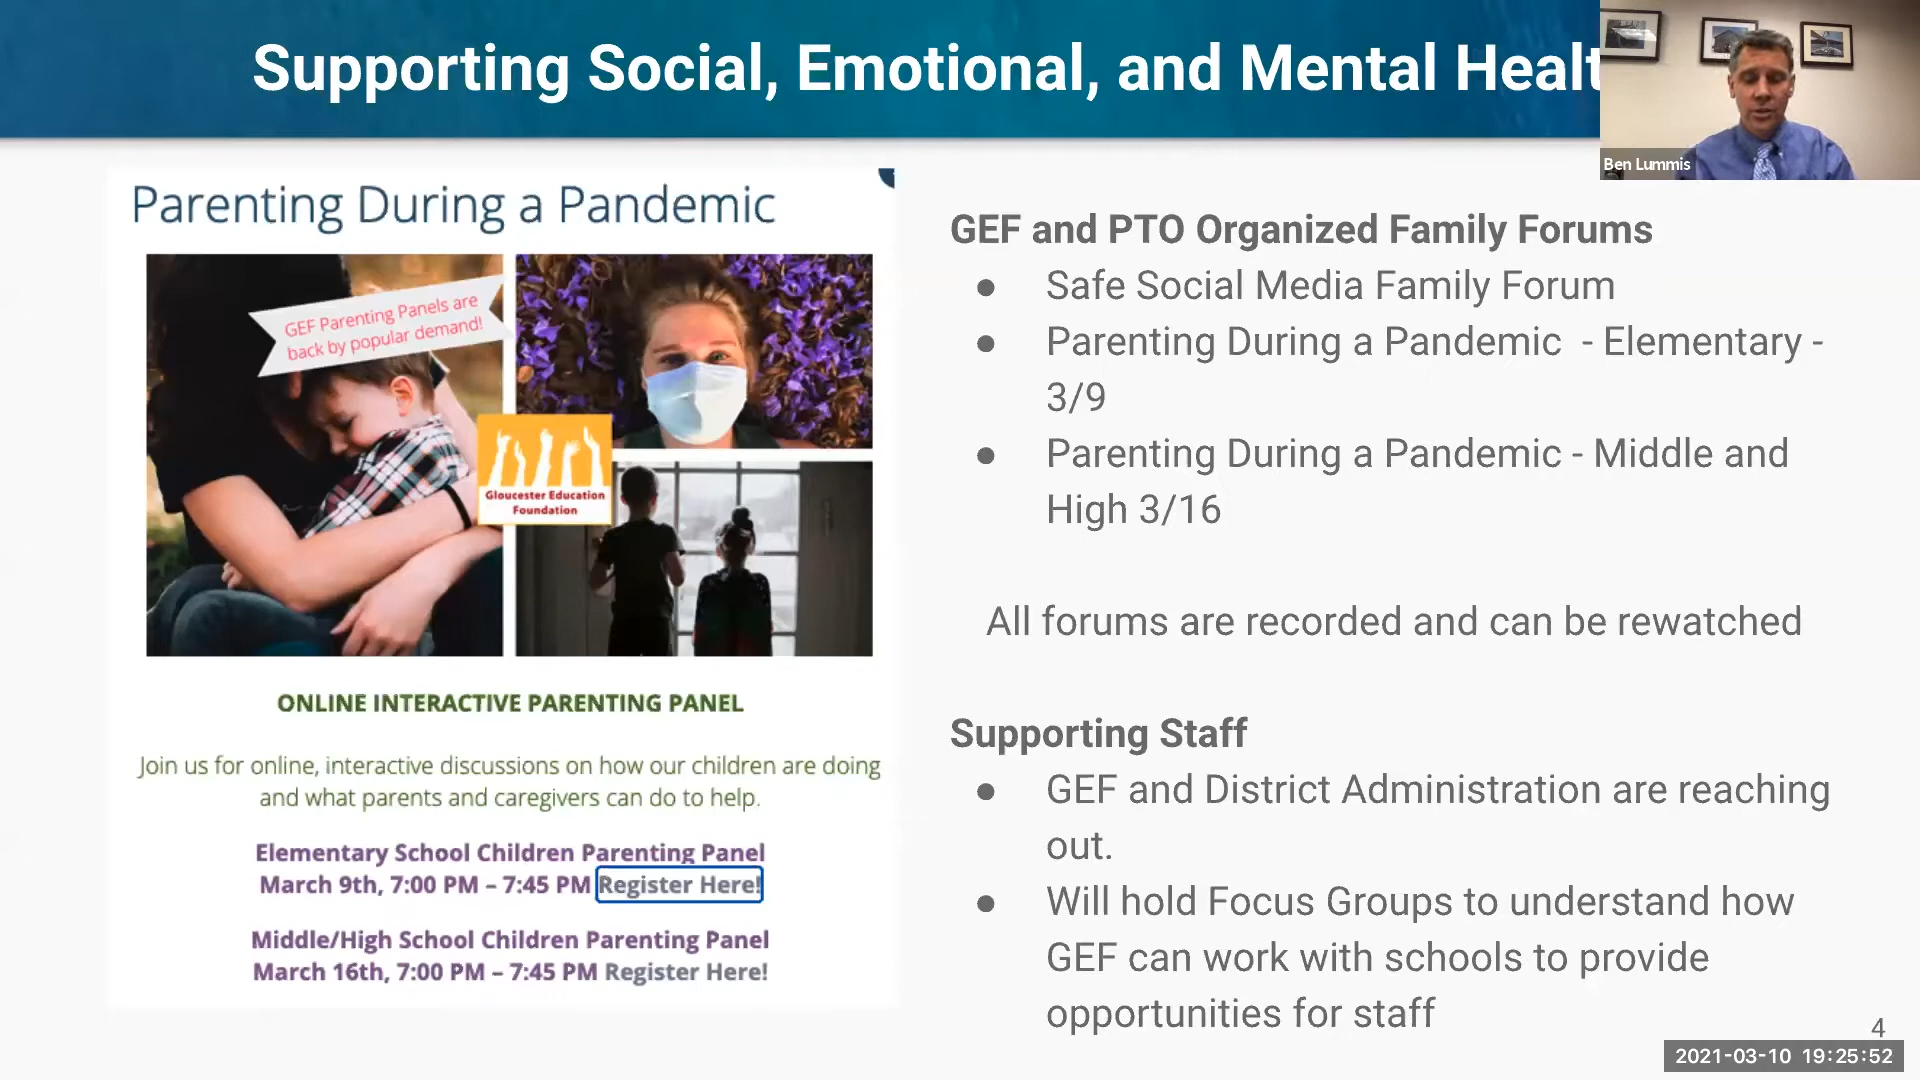 Supporting Social, Emotional, and Mental Healt
Ben Lummis
Parenting During a Pandemic
GEF Parenting Panels are
back by popular demand!
Gloucester Education
Foundation
ONLINE INTERACTIVE PARENTING PANEL
Join us for online, interactive discussions on how our children are doing
and what parents and caregivers can do to help.
Elementary School Children Parenting Panel
March 9th, 7:00 PM – 7:45 PM Register Here!
Middle/High School Children Parenting Panel
March 16th, 7:00 PM – 7:45 PM Register Here!
GEF and PTO Organized Family Forums
● Safe Social Media Family Forum
● Parenting During a Pandemic - Elementary -
3/9
● Parenting During a Pandemic - Middle and
High 3/16
All forums are recorded and can be rewatched
Supporting Staff
● GEF and District Administration are reaching
out.
● Will hold Focus Groups to understand how
GEF can work with schools to provide
opportunities for staff
4
2021-03-10 19:25:52